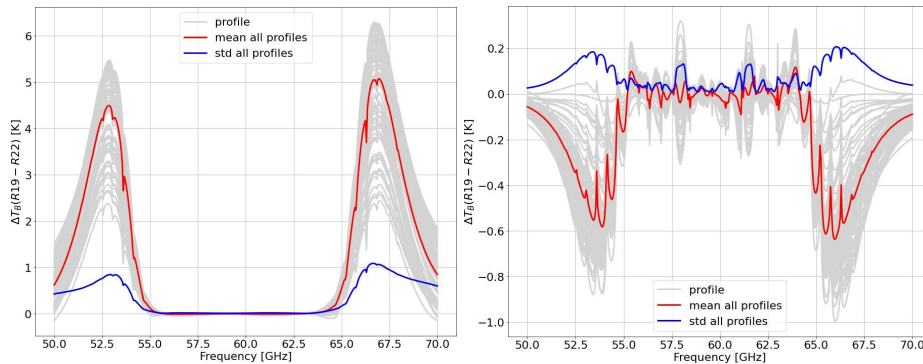 profile
mean all profiles
std all profiles
6
5
4
3
2
1
0
ΔT_B(R19 − R22) [K]
50.0 52.5 55.0 57.5 60.0 62.5 65.0 67.5 70.0
Frequency [GHz]
0.2
0.0
−0.2
−0.4
−0.6
−0.8
−1.0
ΔT_B(R19 − R22) [K]
profile
mean all profiles
std all profiles
50.0 52.5 55.0 57.5 60.0 62.5 65.0 67.5 70.0
Frequency [GHz]